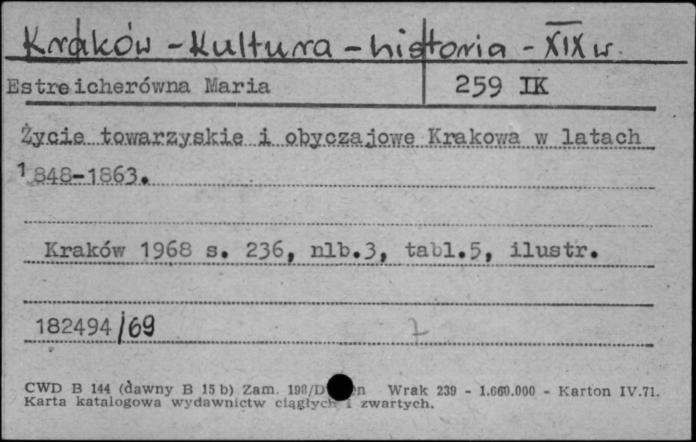 Kraków - Kultura - historia - XIX w.
Estreicherówna Maria 259 IK
Życie towarzyskie i obyczajowe Krakowa w latach
1848-1863.
Kraków 1968 s. 236, nlb.3, tabl.5, ilustr.
182494/69
7
CWD B 144 (dawny B 15 b) Zam. Wrak 239 - 1.660.000 - Karton IV.71.
Karta katalogowa wydawnictw ciągłych i zwartych.